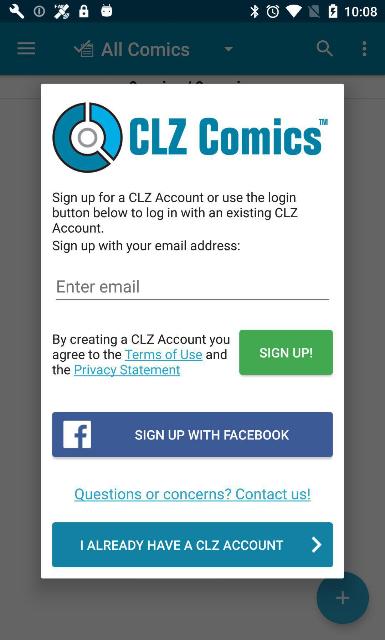 10:08
All Comics
CLZ Comics™
Sign up for a CLZ Account or use the login
button below to log in with an existing CLZ
Account.
Sign up with your email address:
Enter email
By creating a CLZ Account you
agree to the Terms of Use and
the Privacy Statement
SIGN UP!
SIGN UP WITH FACEBOOK
Questions or concerns? Contact us!
I ALREADY HAVE A CLZ ACCOUNT